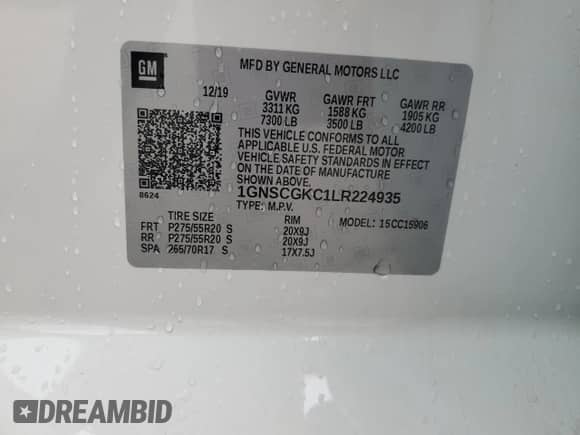 GM
MFD BY GENERAL MOTORS LLC
12/19
GVWR GAWR FRT GAWR RR
3311 KG 1588 KG 1905 KG
7300 LB 3500 LB 4200 LB
THIS VEHICLE CONFORMS TO ALL
APPLICABLE U.S. FEDERAL MOTOR
VEHICLE SAFETY STANDARDS IN EFFECT
ON THE DATE OF MANUFACTURE
SHOWN ABOVE.
8624
1GNSCGKC1LR224935
TYPE: M.P.V. MODEL: 15CC15906
TIRE SIZE RIM
FRT P275/55R20 S 20X9J
RR P275/55R20 S 20X9J
SPA 265/70R17 S 17X7.5J
DREAMBID